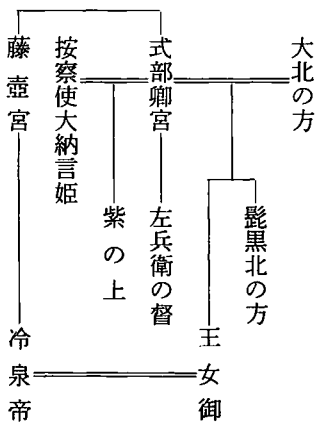 大北の方
式部卿宮
按察使大納言姫
藤壺宮
髭黒北の方
左兵衛の督
紫の上
王女御
冷泉帝